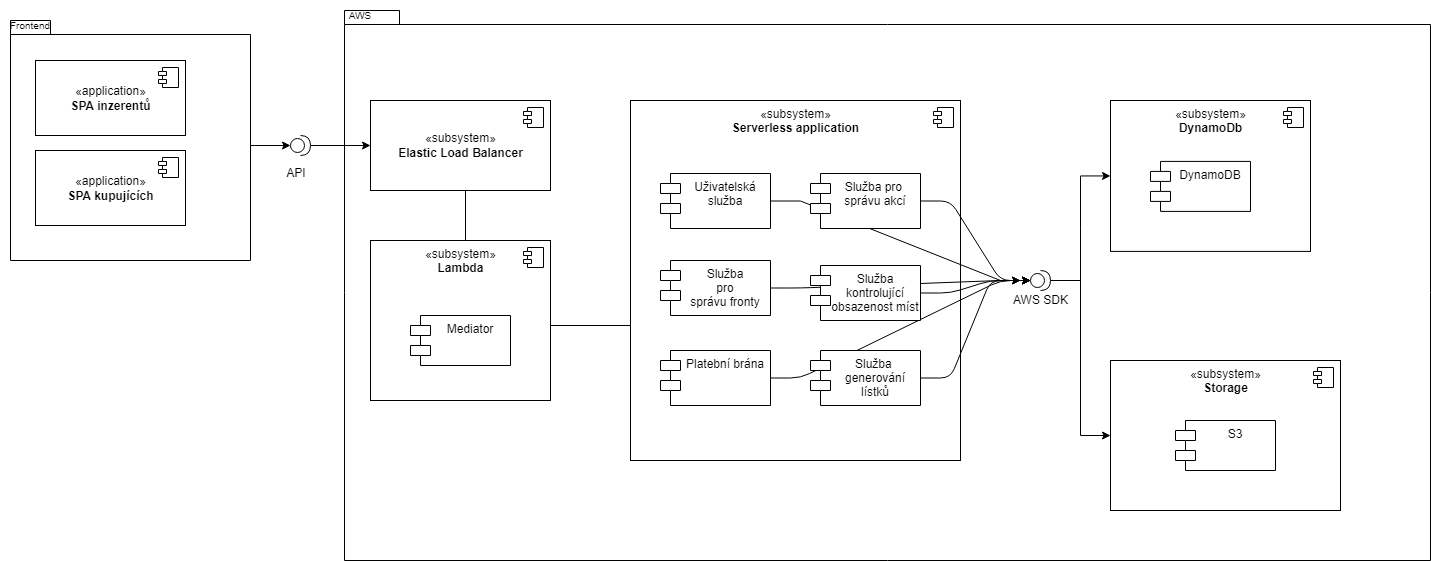 Frontend
«application»
SPA inzerentů
«application»
SPA kupujících
API
AWS
«subsystem»
Elastic Load Balancer
«subsystem»
Lambda
Mediator
«subsystem»
Serverless application
Uživatelská
služba
Služba pro
správu akcí
Služba
pro
správu fronty
Služba
kontrolující
obsazenost míst
Platební brána
Služba
generování
lístků
AWS SDK
«subsystem»
DynamoDb
DynamoDB
«subsystem»
Storage
S3